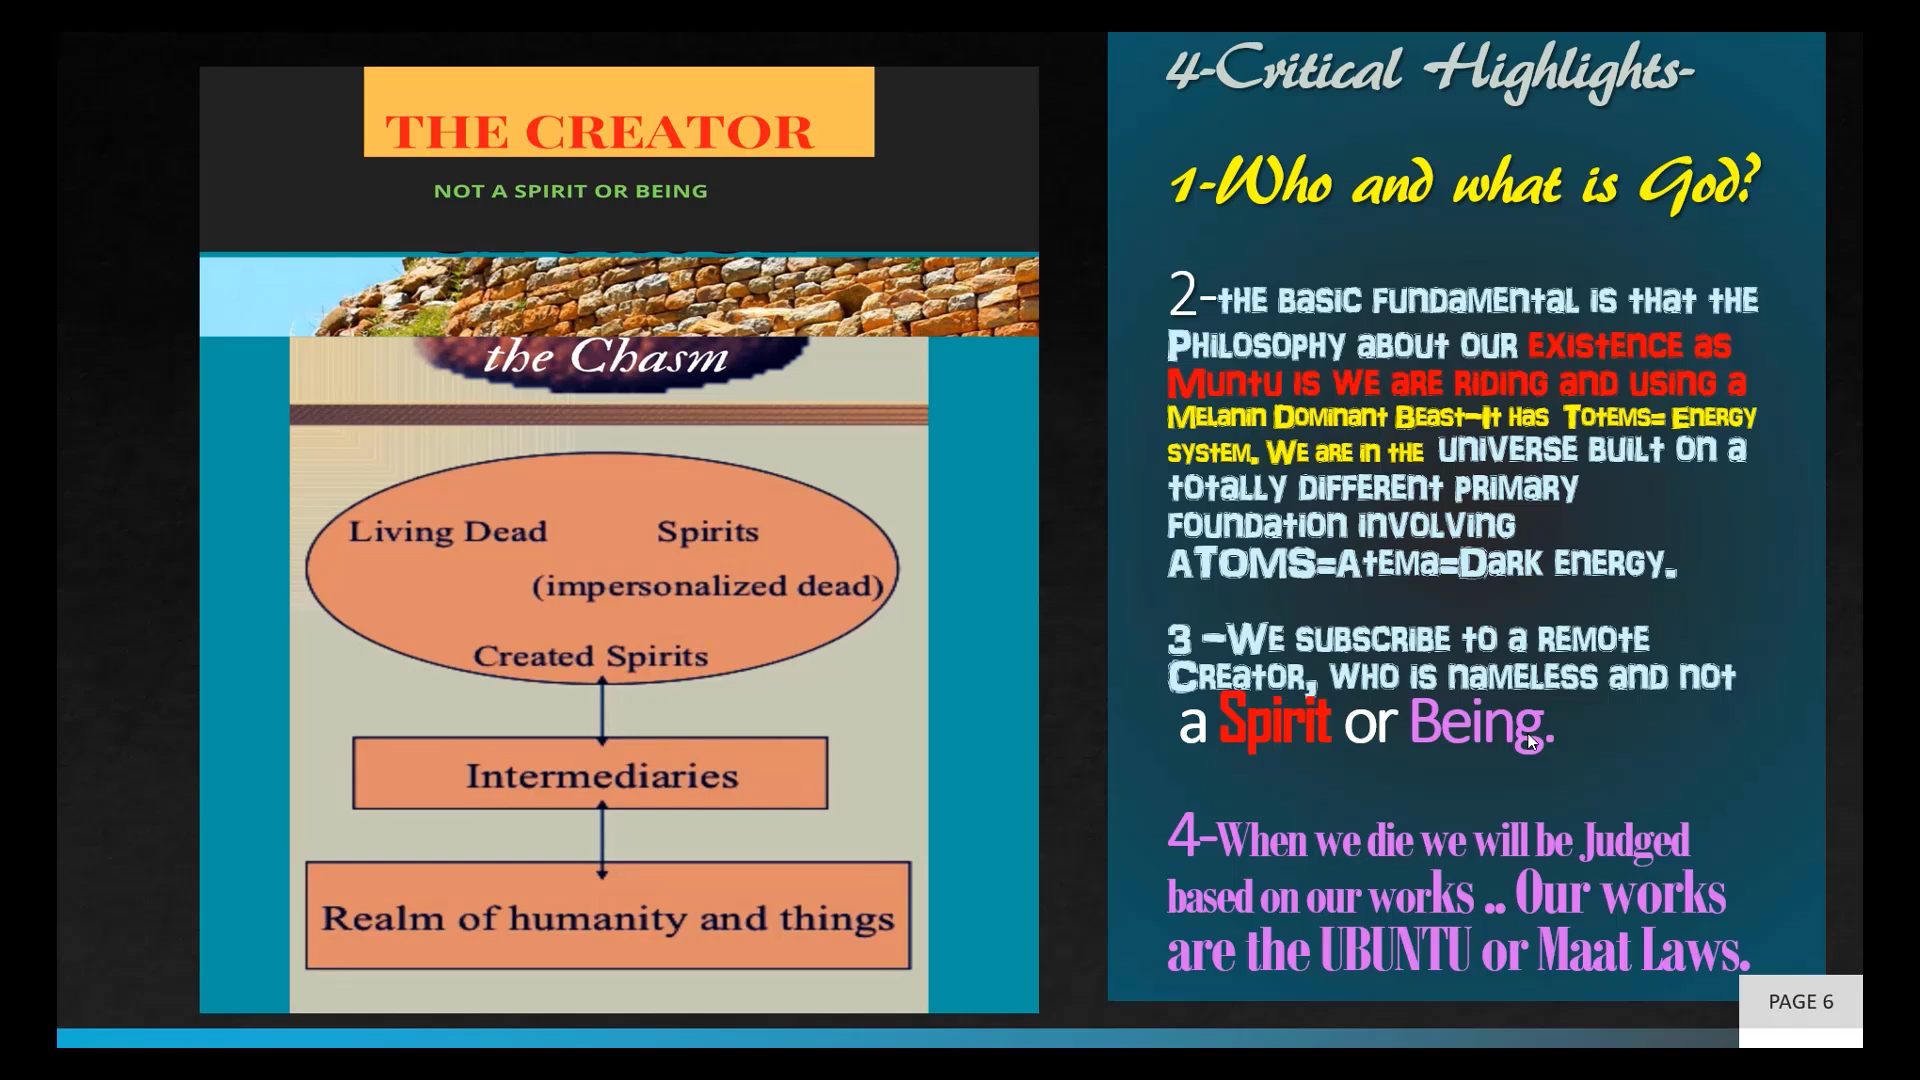 THE CREATOR
NOT A SPIRIT OR BEING
the Chasm
Living Dead Spirits
(impersonalized dead)
Created Spirits
Intermediaries
Realm of humanity and things
4-Critical Highlights-
1-Who and what is God?
2-the basic fundamental is that the
Philosophy about our existence as
Muntu is we are riding and using a
Melanin Dominant Beast-It has Totems= Energy
system. We are in the universe built on a
totally different primary
foundation involving
ATOMS=Atema=Dark energy.
3 -We subscribe to a remote
Creator, who is nameless and not
a Spirit or Being.
4-When we die we will be Judged
based on our works .. Our works
are the UBUNTU or Maat Laws.
PAGE 6